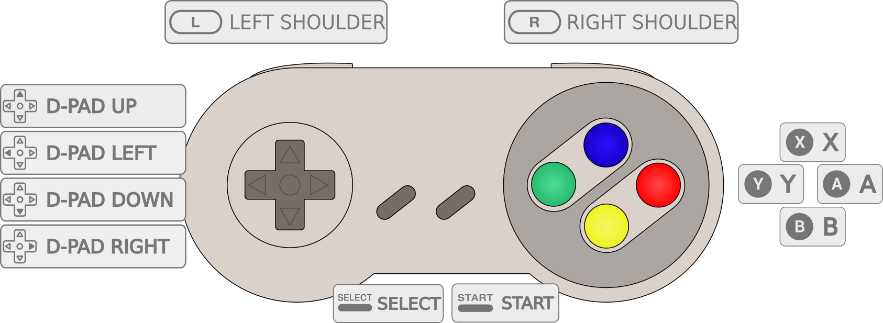 L LEFT SHOULDER
R RIGHT SHOULDER
D-PAD UP
D-PAD LEFT
D-PAD DOWN
D-PAD RIGHT
X X
Y Y
A A
B B
SELECT SELECT
START START